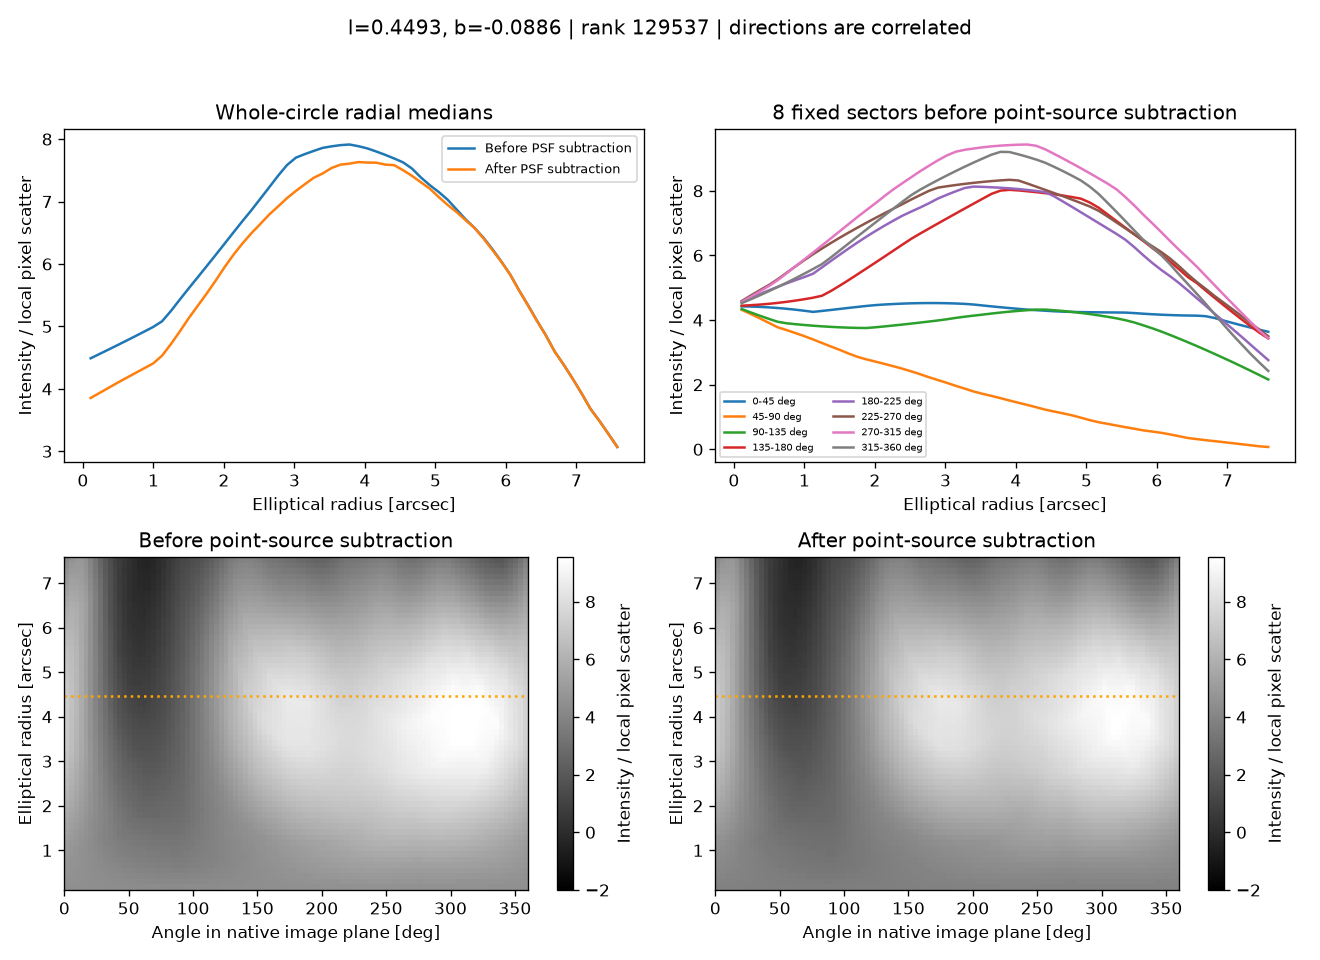 l=0.4493, b=-0.0886 | rank 129537 | directions are correlated
Whole-circle radial medians
8
7
6
5
4
3
0 1 2 3 4 5 6 7
Intensity / local pixel scatter
Elliptical radius [arcsec]
Before PSF subtraction
After PSF subtraction
8 fixed sectors before point-source subtraction
8
6
4
2
0
0 1 2 3 4 5 6 7
Intensity / local pixel scatter
Elliptical radius [arcsec]
0-45 deg
45-90 deg
90-135 deg
135-180 deg
180-225 deg
225-270 deg
270-315 deg
315-360 deg
Before point-source subtraction
7
6
5
4
3
2
1
0 50 100 150 200 250 300 350
Elliptical radius [arcsec]
Angle in native image plane [deg]
8
6
4
2
0
−2
Intensity / local pixel scatter
After point-source subtraction
7
6
5
4
3
2
1
0 50 100 150 200 250 300 350
Elliptical radius [arcsec]
Angle in native image plane [deg]
8
6
4
2
0
−2
Intensity / local pixel scatter